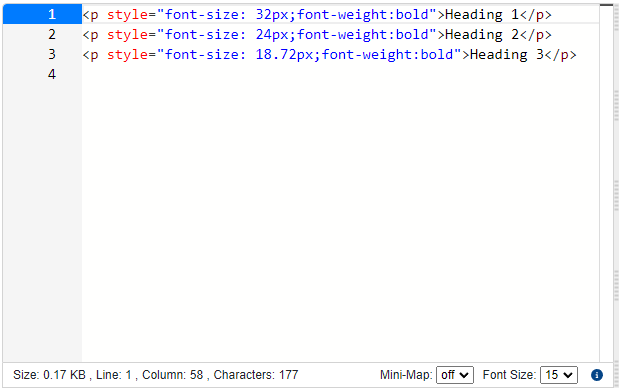 1 <p style="font-size: 32px;font-weight:bold">Heading 1</p>
2 <p style="font-size: 24px;font-weight:bold">Heading 2</p>
3 <p style="font-size: 18.72px;font-weight:bold">Heading 3</p>
4
Size: 0.17 KB , Line: 1 , Column: 58 , Characters: 177 Mini-Map: off Font Size: 15 i